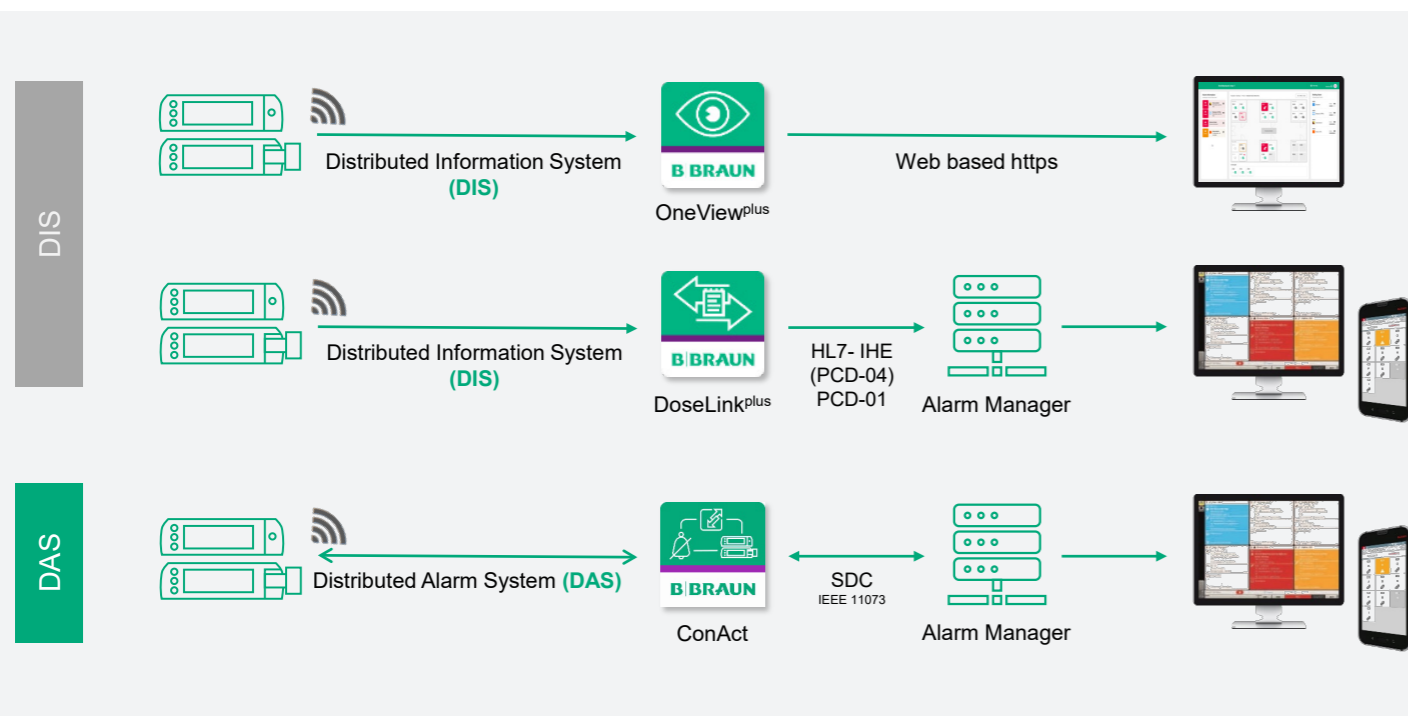 DIS
Distributed Information System
(DIS)
B BRAUN
OneViewplus
Web based https
Distributed Information System
(DIS)
B BRAUN
DoseLinkplus
HL7- IHE
(PCD-04)
PCD-01
Alarm Manager
DAS
Distributed Alarm System (DAS)
B BRAUN
ConAct
SDC
IEEE 11073
Alarm Manager